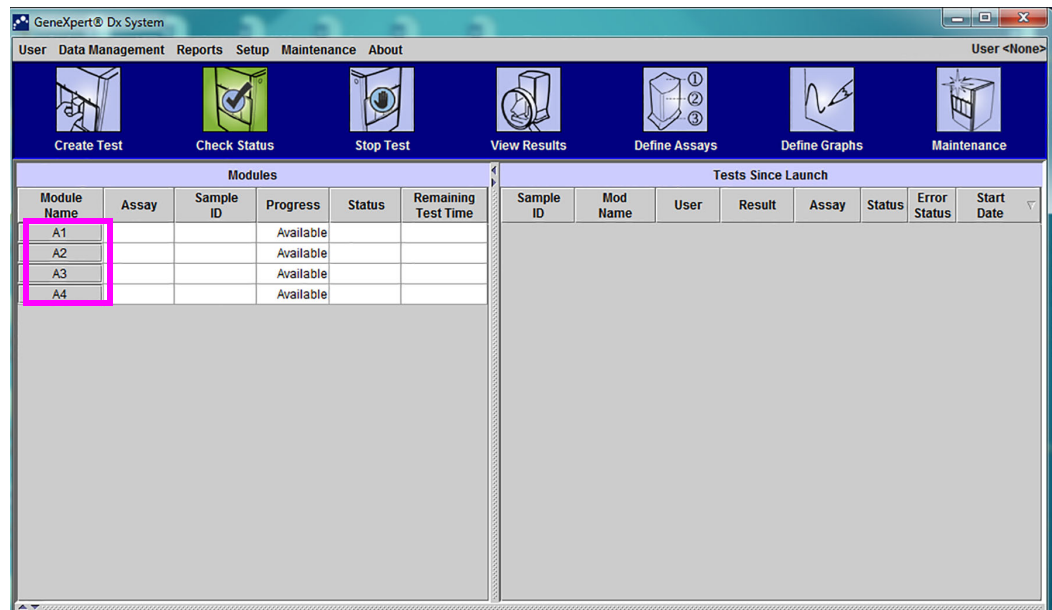 GeneXpert® Dx System
User Data Management Reports Setup Maintenance About User <None>
Create Test Check Status Stop Test View Results Define Assays Define Graphs Maintenance
①
②
③
Modules
Module Name Assay Sample ID Progress Status Remaining Test Time
A1 Available
A2 Available
A3 Available
A4 Available
Tests Since Launch
Sample ID Mod Name User Result Assay Status Error Status Start Date